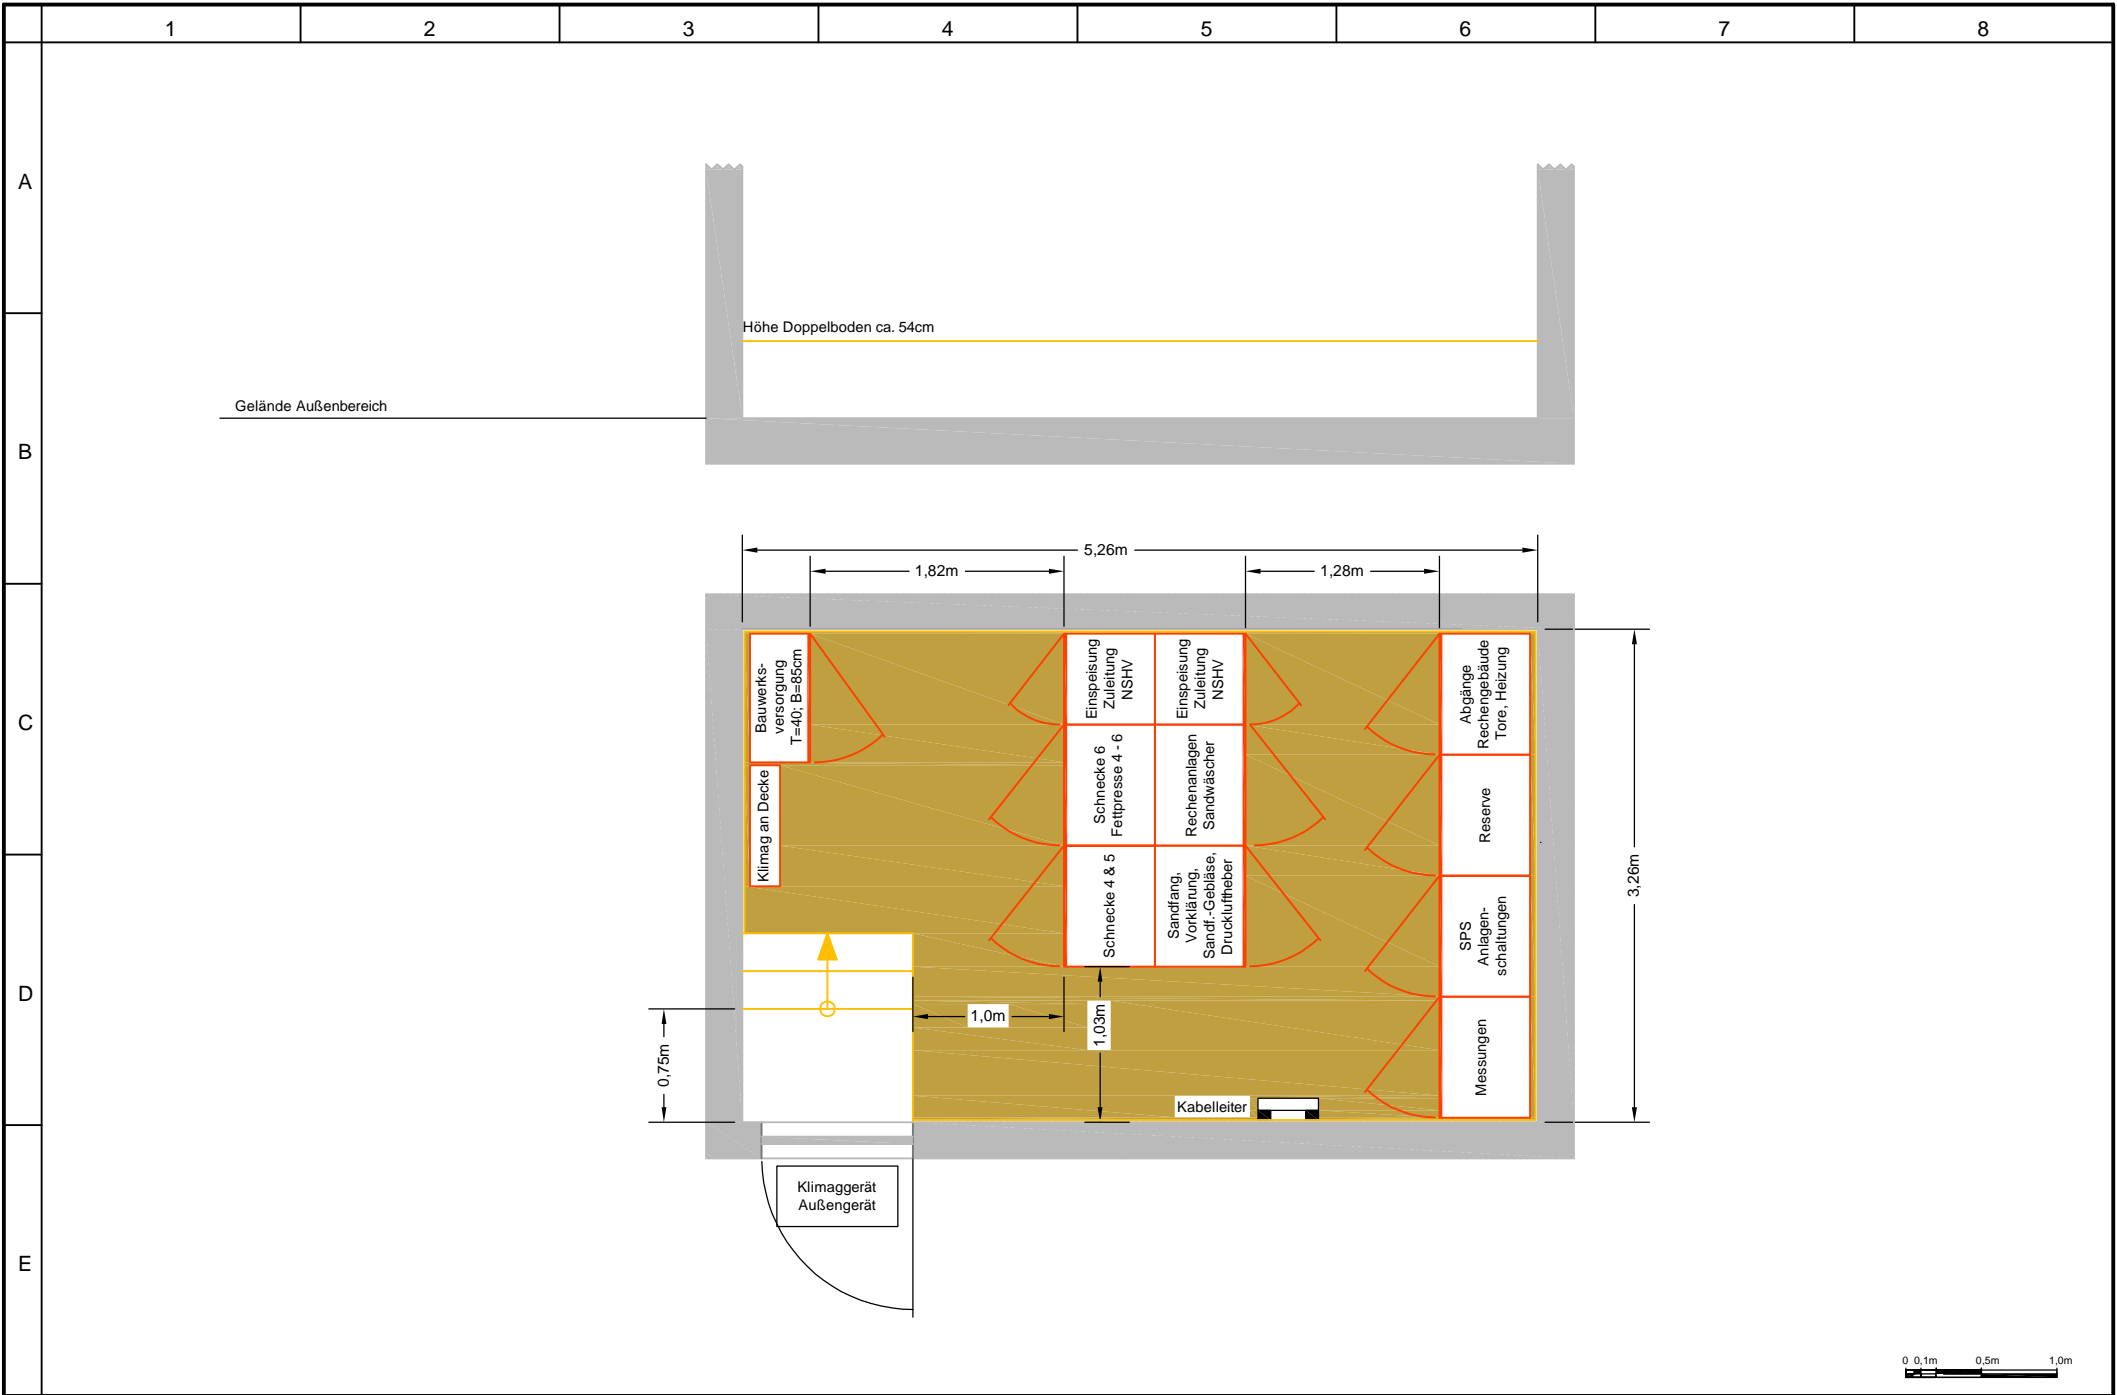 1
2
3
4
5
6
7
8
A
B
C
D
E
Höhe Doppelboden ca. 54cm
Gelände Außenbereich
5,26m
1,82m
1,28m
Bauwerks-
versorgung
T=40; B=85cm
Klimag an Decke
Einspeisung
Zuleitung
NSHV
Einspeisung
Zuleitung
NSHV
Abgänge
Rechengebäude
Tore, Heizung
Schnecke 6
Fettpresse 4 - 6
Rechenanlagen
Sandwäscher
Reserve
Schnecke 4 & 5
Sandfang,
Vorklärung,
Sandf.-Gebläse,
Druckluftheber
SPS
Anlagen-
schaltungen
Messungen
3,26m
1,0m
1,03m
0,75m
Kabelleiter
Klimaggerät
Außengerät
0 0,1m 0,5m 1,0m